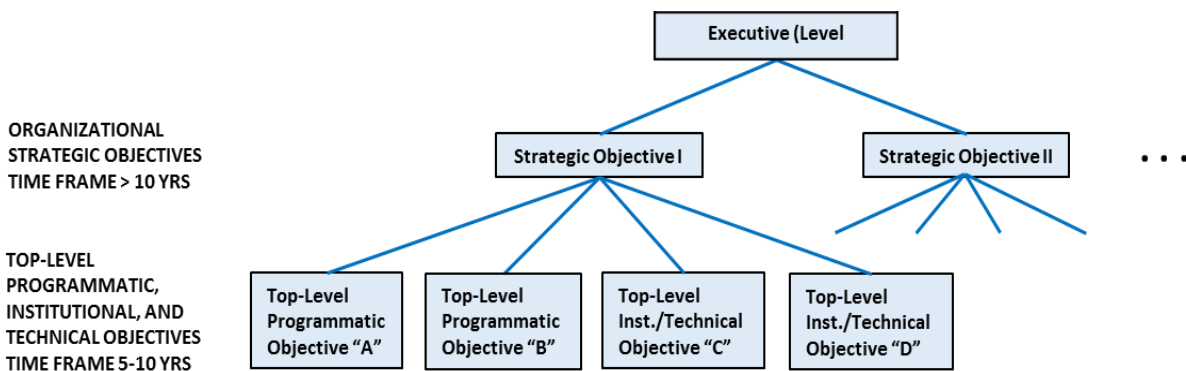 Executive (Level
ORGANIZATIONAL
STRATEGIC OBJECTIVES
TIME FRAME > 10 YRS
Strategic Objective I
Strategic Objective II
. . .
TOP-LEVEL
PROGRAMMATIC,
INSTITUTIONAL, AND
TECHNICAL OBJECTIVES
TIME FRAME 5-10 YRS
Top-Level
Programmatic
Objective “A”
Top-Level
Programmatic
Objective “B”
Top-Level
Inst./Technical
Objective “C”
Top-Level
Inst./Technical
Objective “D”